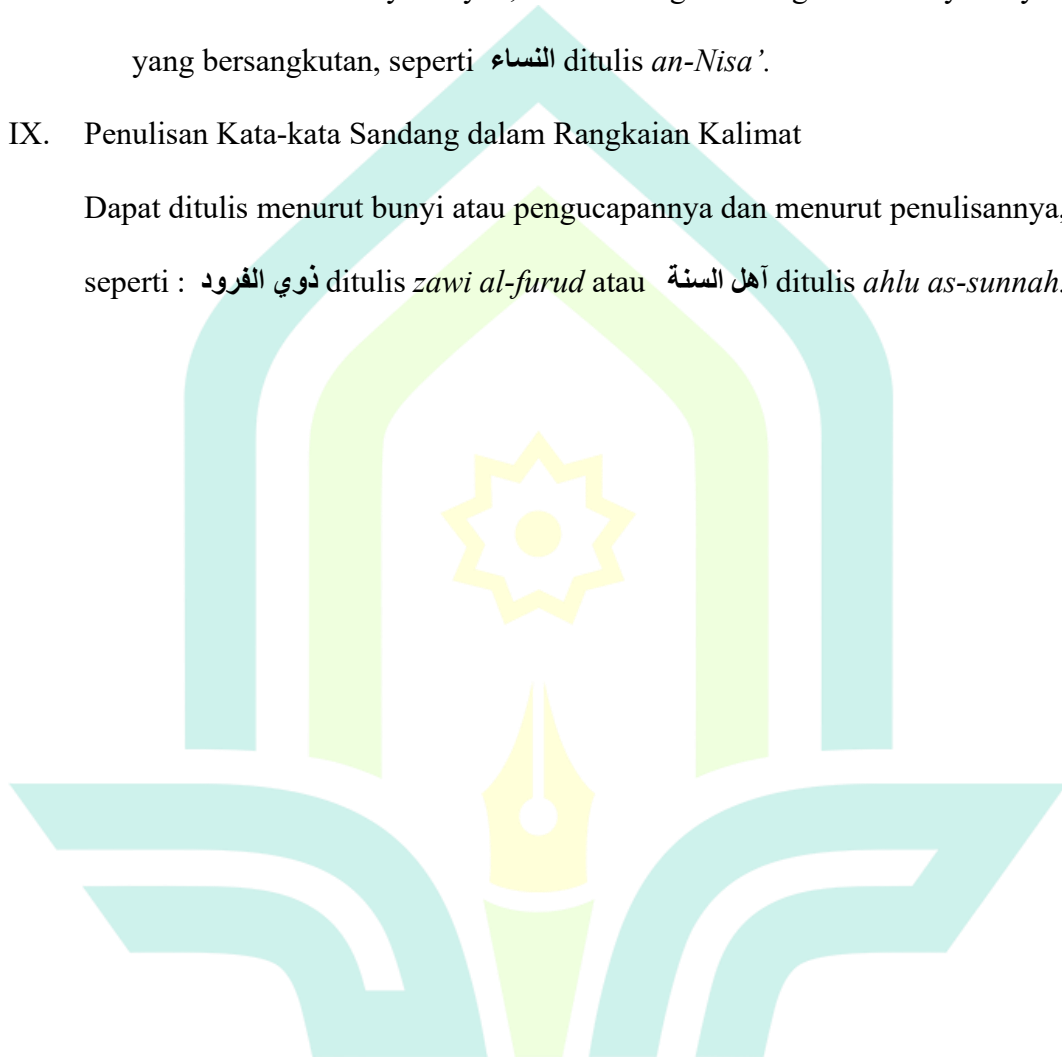 yang bersangkutan, seperti النساء ditulis an-Nisa’.
IX. Penulisan Kata-kata Sandang dalam Rangkaian Kalimat
Dapat ditulis menurut bunyi atau pengucapannya dan menurut penulisannya,
seperti : ذوي الفرود ditulis zawi al-furud atau آهل السنة ditulis ahlu as-sunnah.